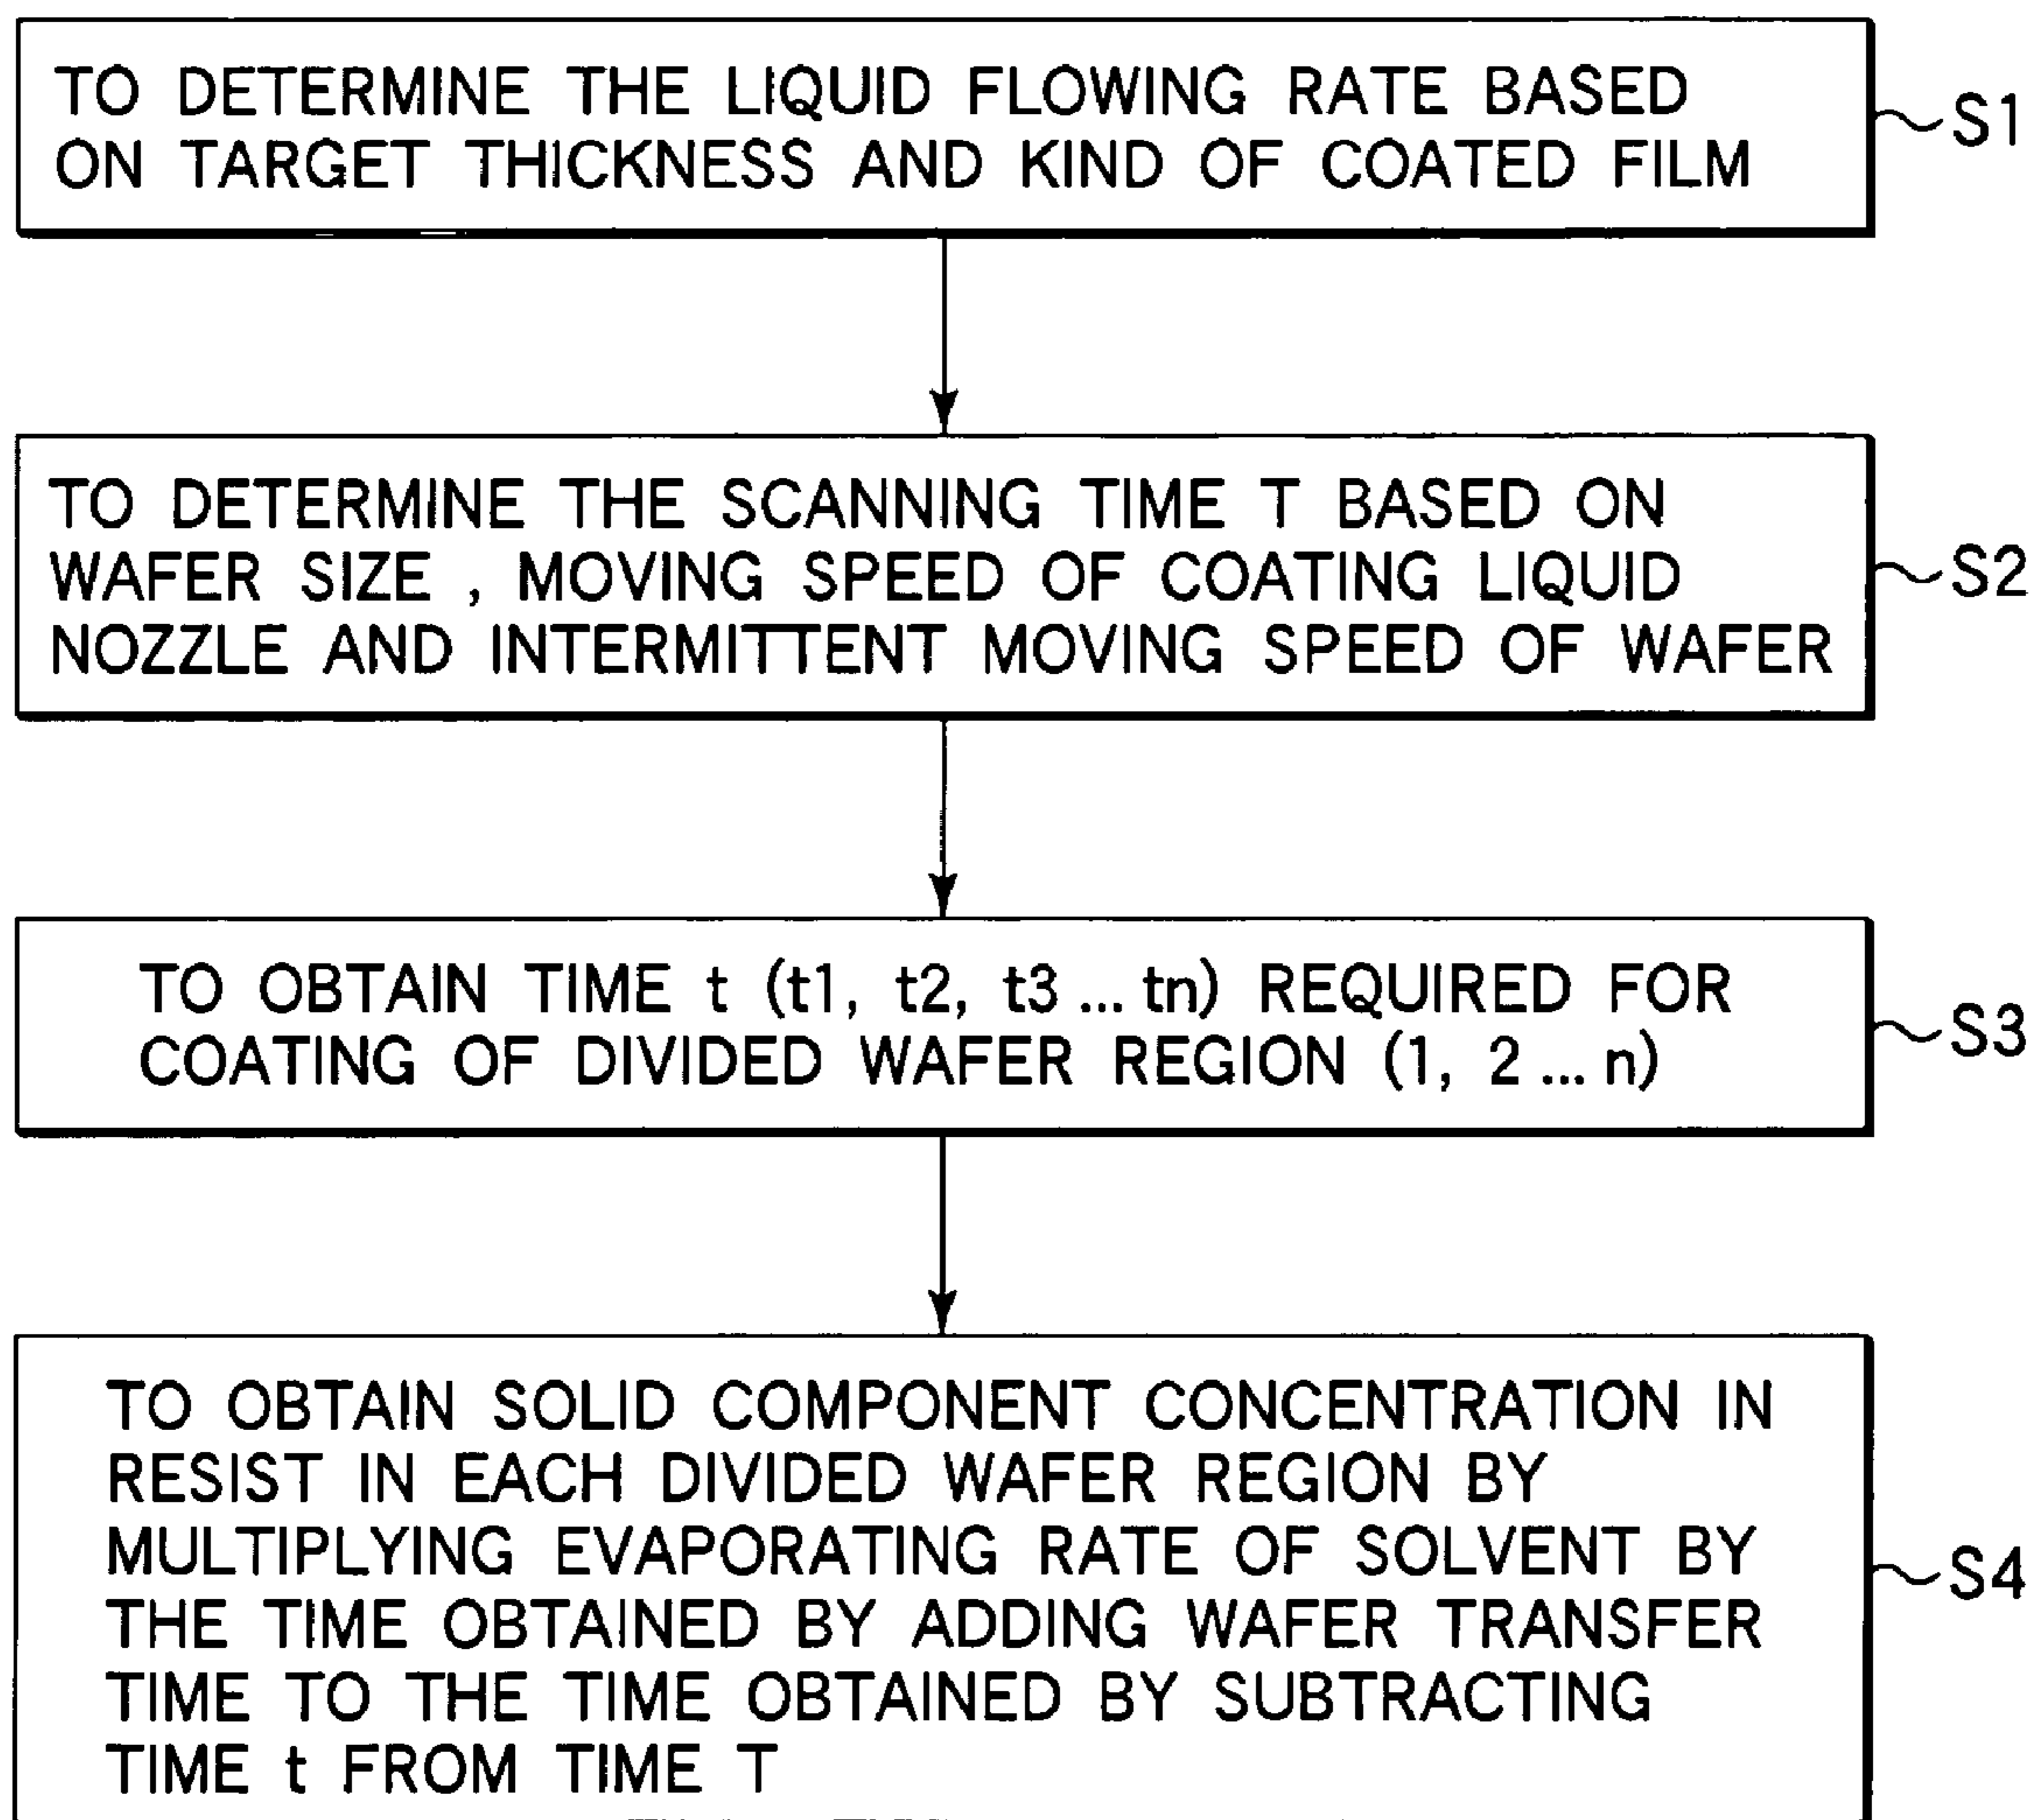 TO DETERMINE THE LIQUID FLOWING RATE BASED
ON TARGET THICKNESS AND KIND OF COATED FILM
S1
TO DETERMINE THE SCANNING TIME T BASED ON
WAFER SIZE , MOVING SPEED OF COATING LIQUID
NOZZLE AND INTERMITTENT MOVING SPEED OF WAFER
S2
TO OBTAIN TIME t (t1, t2, t3 ... tn) REQUIRED FOR
COATING OF DIVIDED WAFER REGION (1, 2 ... n)
S3
TO OBTAIN SOLID COMPONENT CONCENTRATION IN
RESIST IN EACH DIVIDED WAFER REGION BY
MULTIPLYING EVAPORATING RATE OF SOLVENT BY
THE TIME OBTAINED BY ADDING WAFER TRANSFER
TIME TO THE TIME OBTAINED BY SUBTRACTING
TIME t FROM TIME T
S4